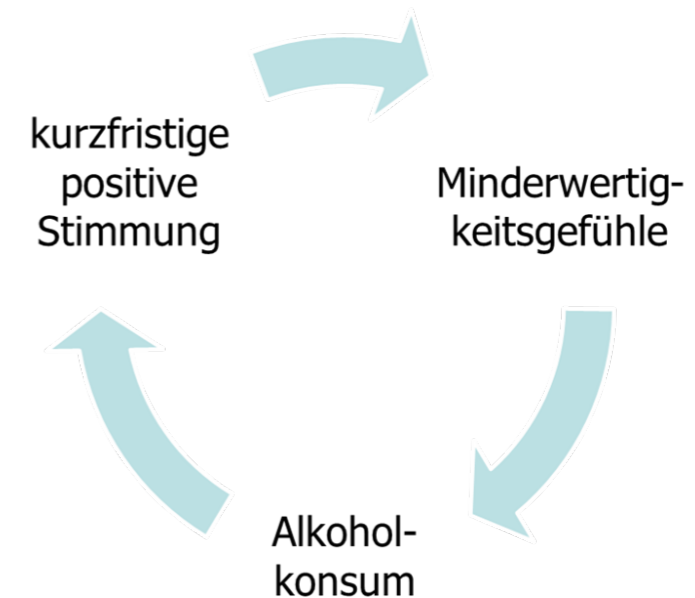 kurzfristige
positive
Stimmung
Minderwertig-
keitsgefühle
Alkohol-
konsum